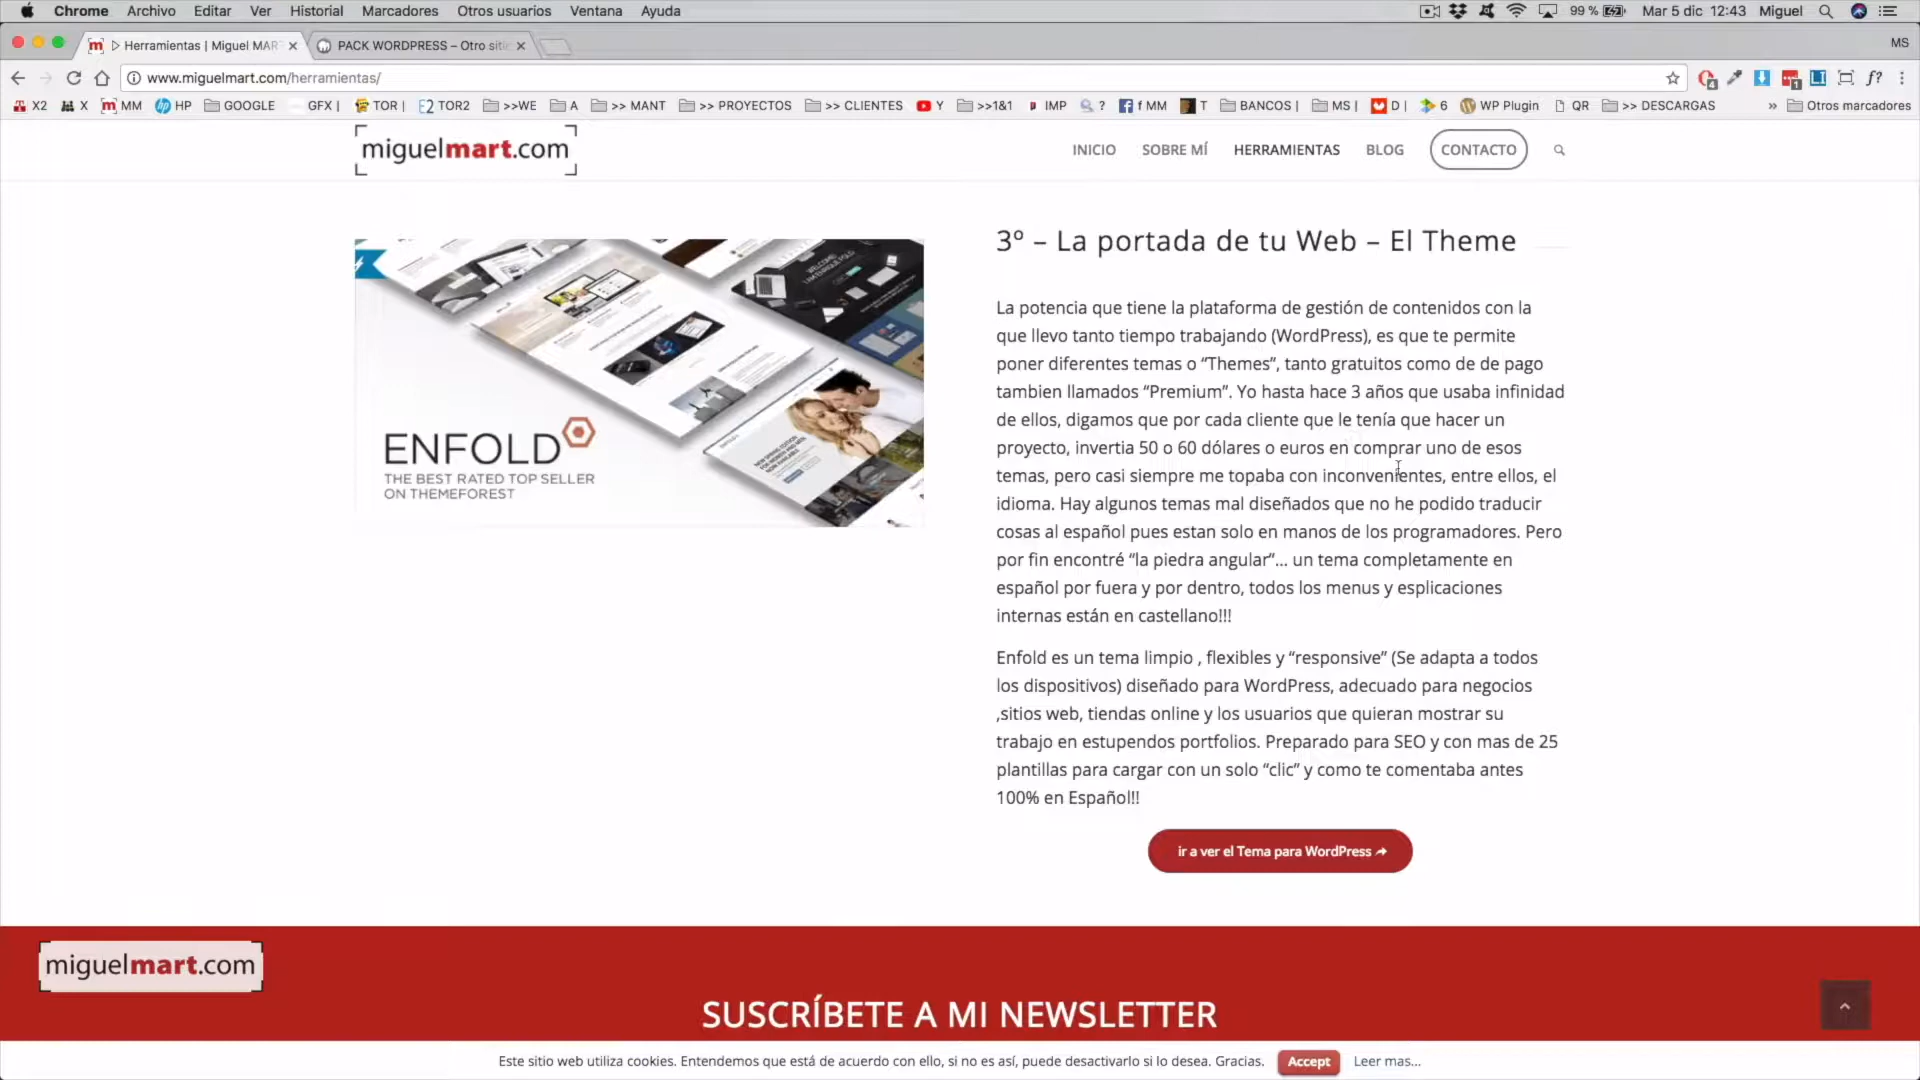 Chrome Archivo Editar Ver Historial Marcadores Otros usuarios Ventana Ayuda 99 % Mar 5 dic 12:43 Miguel
Herramientas | Miguel MAR PACK WORDPRESS – Otro siti MS
www.miguelmart.com/herramientas/ f?
X2 X MM HP GOOGLE GFX | TOR | TOR2 >>WE A >> MANT >> PROYECTOS >> CLIENTES Y >>1&1 IMP ? f MM T BANCOS | MS | D | 6 WP Plugin QR >> DESCARGAS » Otros marcadores
miguelmart.com INICIO SOBRE MÍ HERRAMIENTAS BLOG CONTACTO
ENFOLD
THE BEST RATED TOP SELLER
ON THEMEFOREST
3º – La portada de tu Web – El Theme
La potencia que tiene la plataforma de gestión de contenidos con la
que llevo tanto tiempo trabajando (WordPress), es que te permite
poner diferentes temas o “Themes”, tanto gratuitos como de de pago
tambien llamados “Premium”. Yo hasta hace 3 años que usaba infinidad
de ellos, digamos que por cada cliente que le tenía que hacer un
proyecto, invertia 50 o 60 dólares o euros en comprar uno de esos
temas, pero casi siempre me topaba con inconvenientes, entre ellos, el
idioma. Hay algunos temas mal diseñados que no he podido traducir
cosas al español pues estan solo en manos de los programadores. Pero
por fin encontré “la piedra angular”… un tema completamente en
español por fuera y por dentro, todos los menus y esplicaciones
internas están en castellano!!!
Enfold es un tema limpio , flexibles y “responsive” (Se adapta a todos
los dispositivos) diseñado para WordPress, adecuado para negocios
,sitios web, tiendas online y los usuarios que quieran mostrar su
trabajo en estupendos portfolios. Preparado para SEO y con mas de 25
plantillas para cargar con un solo “clic” y como te comentaba antes
100% en Español!!
ir a ver el Tema para WordPress
miguelmart.com
SUSCRÍBETE A MI NEWSLETTER
Este sitio web utiliza cookies. Entendemos que está de acuerdo con ello, si no es así, puede desactivarlo si lo desea. Gracias. Accept Leer mas...